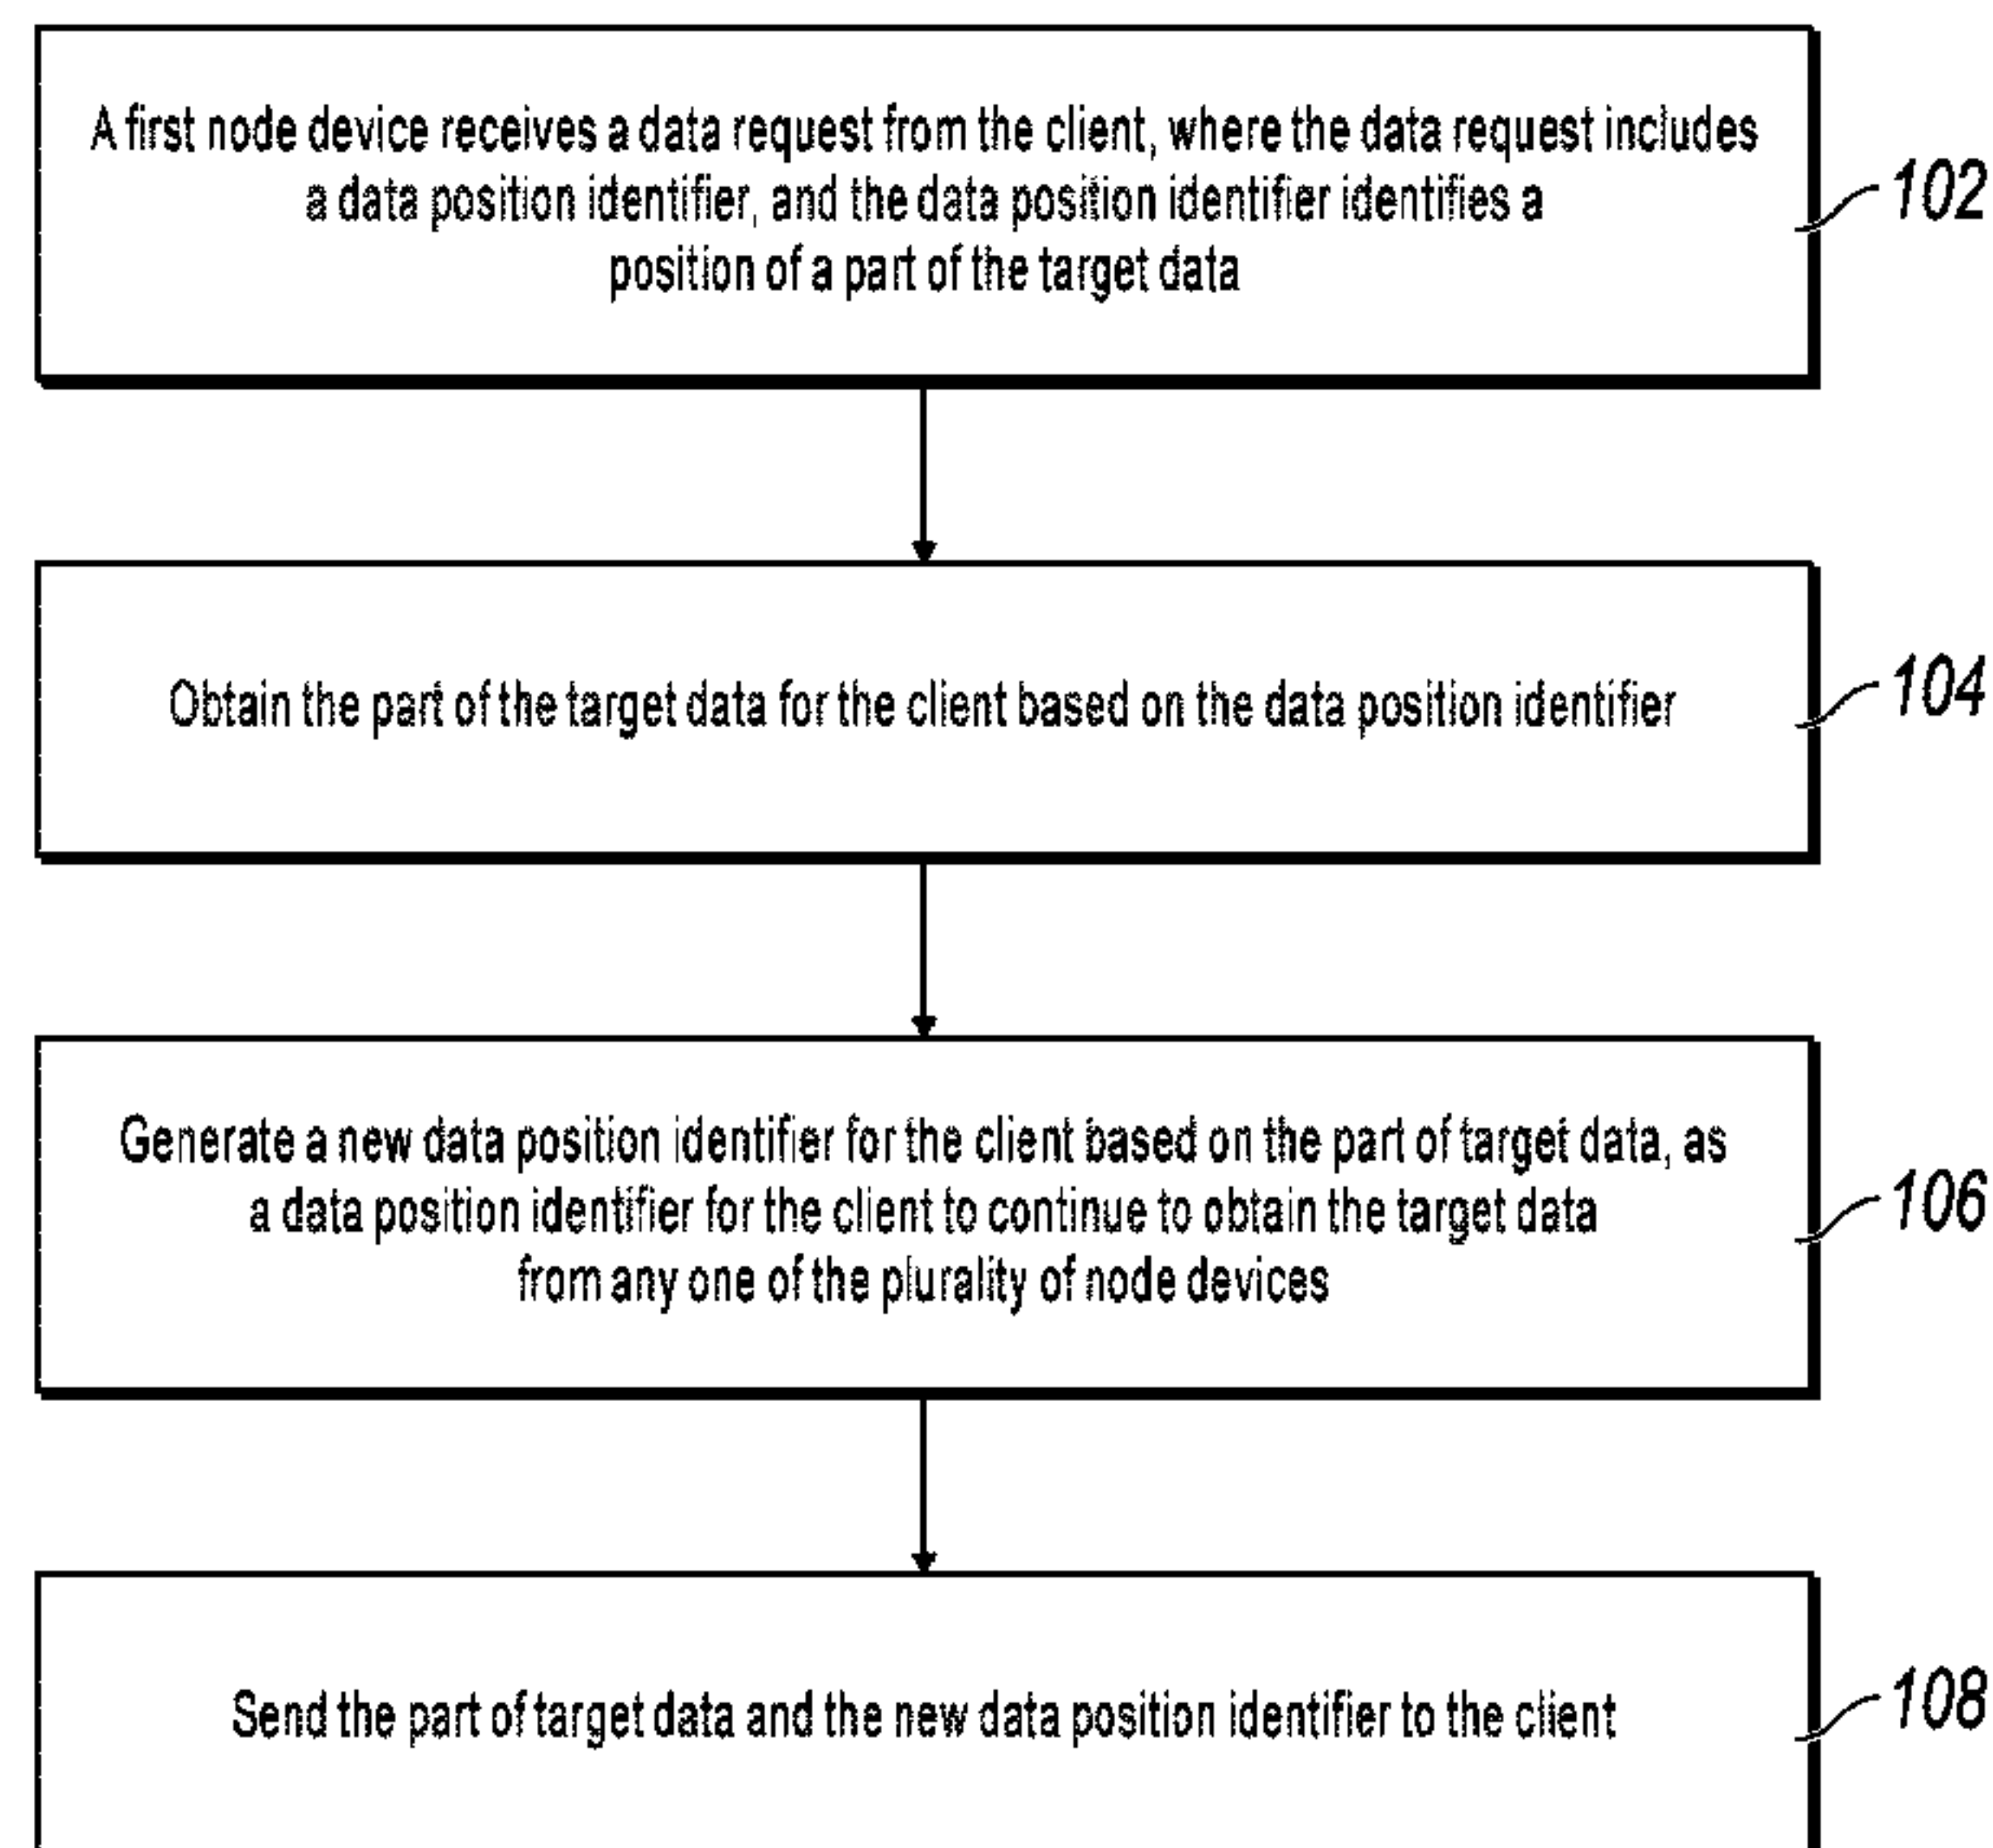 A first node device receives a data request from the client, where the data request includes
a data position identifier, and the data position identifier identifies a
position of a part of the target data
102
Obtain the part of the target data for the client based on the data position identifier
104
Generate a new data position identifier for the client based on the part of target data, as
a data position identifier for the client to continue to obtain the target data
from any one of the plurality of node devices
106
Send the part of target data and the new data position identifier to the client
108